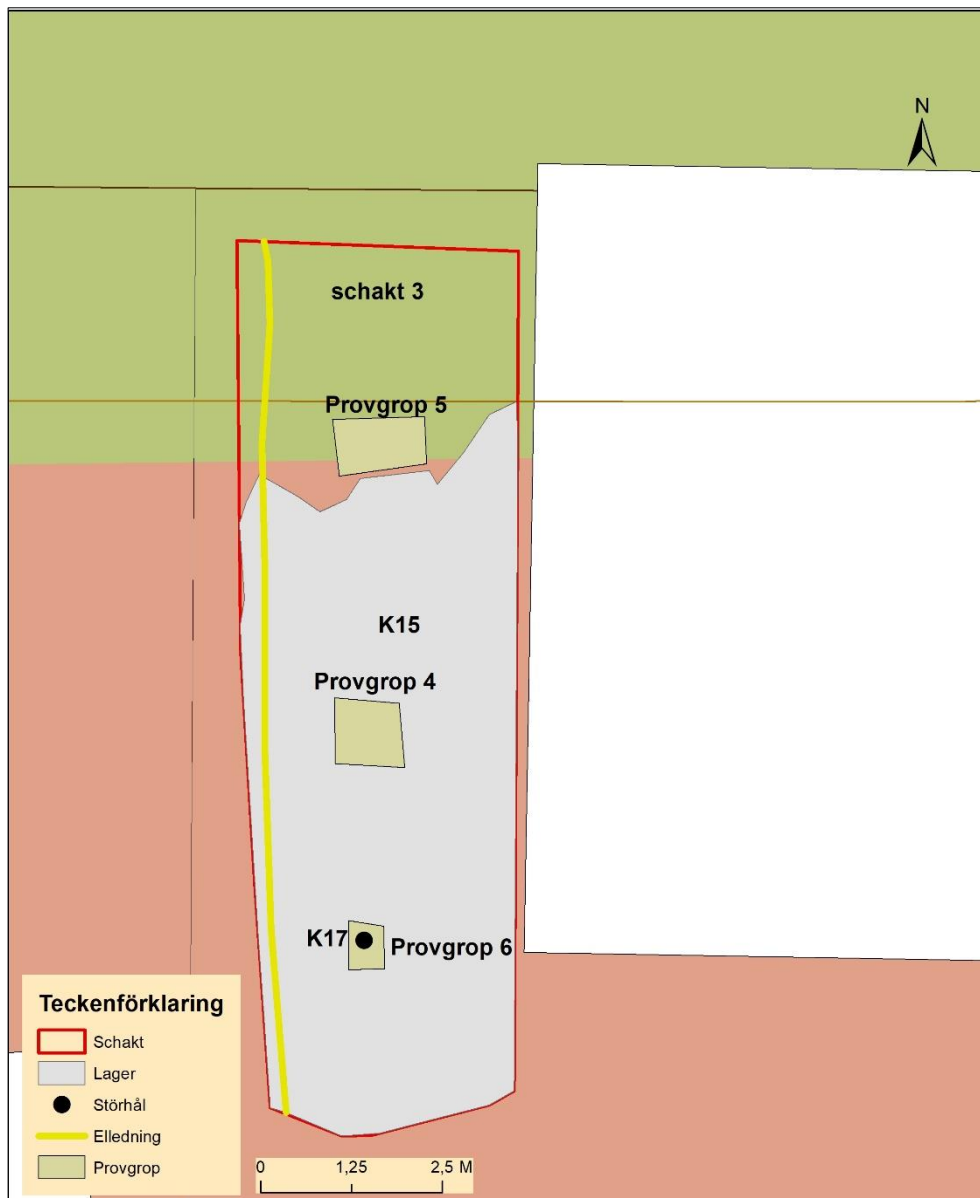 N
schakt 3
Provgrop 5
K15
Provgrop 4
K17
Provgrop 6
Teckenförklaring
Schakt
Lager
Störhål
Elledning
Provgrop
0 1,25 2,5 M